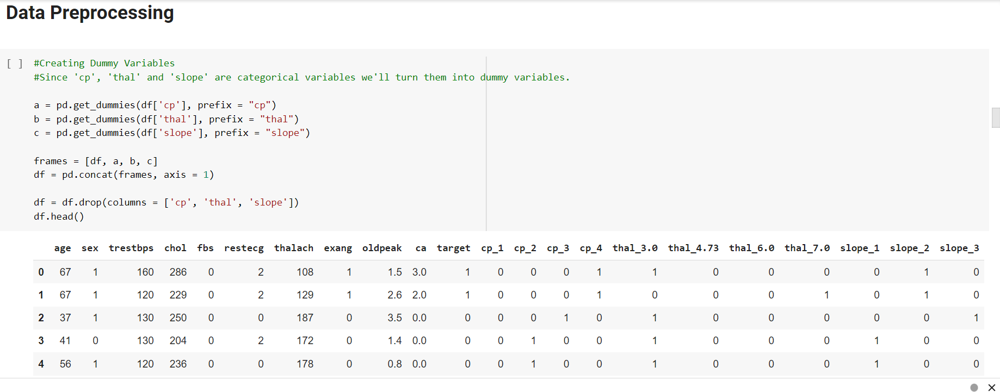 Data Preprocessing
[ ] #Creating Dummy Variables
#Since 'cp', 'thal' and 'slope' are categorical variables we'll turn them into dummy variables.
a = pd.get_dummies(df['cp'], prefix = "cp")
b = pd.get_dummies(df['thal'], prefix = "thal")
c = pd.get_dummies(df['slope'], prefix = "slope")
frames = [df, a, b, c]
df = pd.concat(frames, axis = 1)
df = df.drop(columns = ['cp', 'thal', 'slope'])
df.head()
age sex trestbps chol fbs restecg thalach exang oldpeak ca target cp_1 cp_2 cp_3 cp_4 thal_3.0 thal_4.73 thal_6.0 thal_7.0 slope_1 slope_2 slope_3
0 67 1 160 286 0 2 108 1 1.5 3.0 1 0 0 0 1 1 0 0 0 0 1 0
1 67 1 120 229 0 2 129 1 2.6 2.0 1 0 0 0 1 0 0 0 1 0 1 0
2 37 1 130 250 0 0 187 0 3.5 0.0 0 0 0 1 0 1 0 0 0 0 0 1
3 41 0 130 204 0 2 172 0 1.4 0.0 0 0 1 0 0 1 0 0 0 1 0 0
4 56 1 120 236 0 0 178 0 0.8 0.0 0 0 1 0 0 1 0 0 0 1 0 0